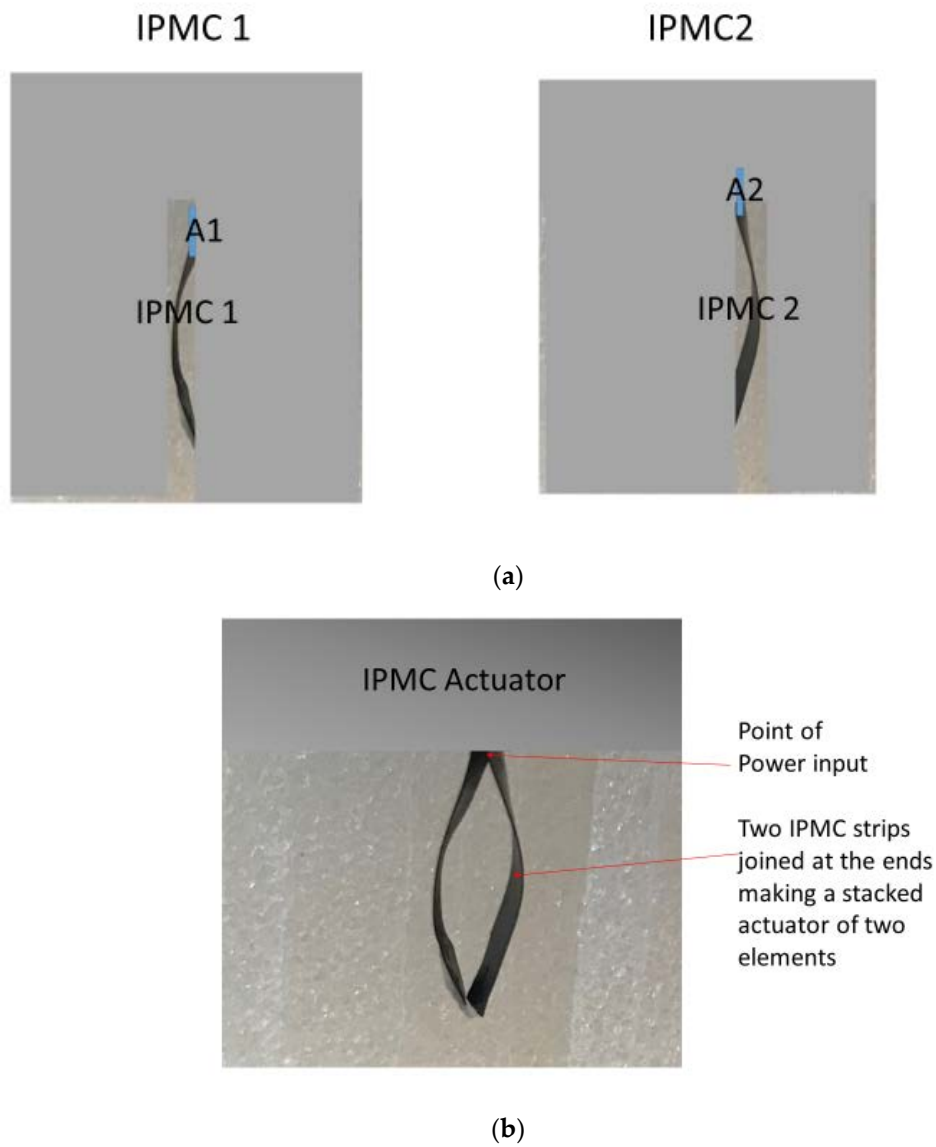 IPMC 1
IPMC2
A1
IPMC 1
A2
IPMC 2
(a)
IPMC Actuator
Point of
Power input
Two IPMC strips
joined at the ends
making a stacked
actuator of two
elements
(b)